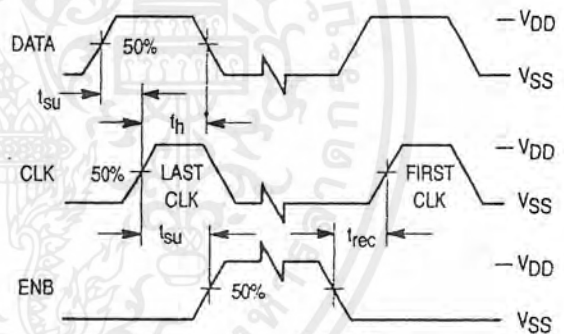 DATA 50% VDD
VSS
tsu
th
CLK 50% LAST CLK FIRST CLK VDD
VSS
tsu
trec
ENB 50% VDD
VSS